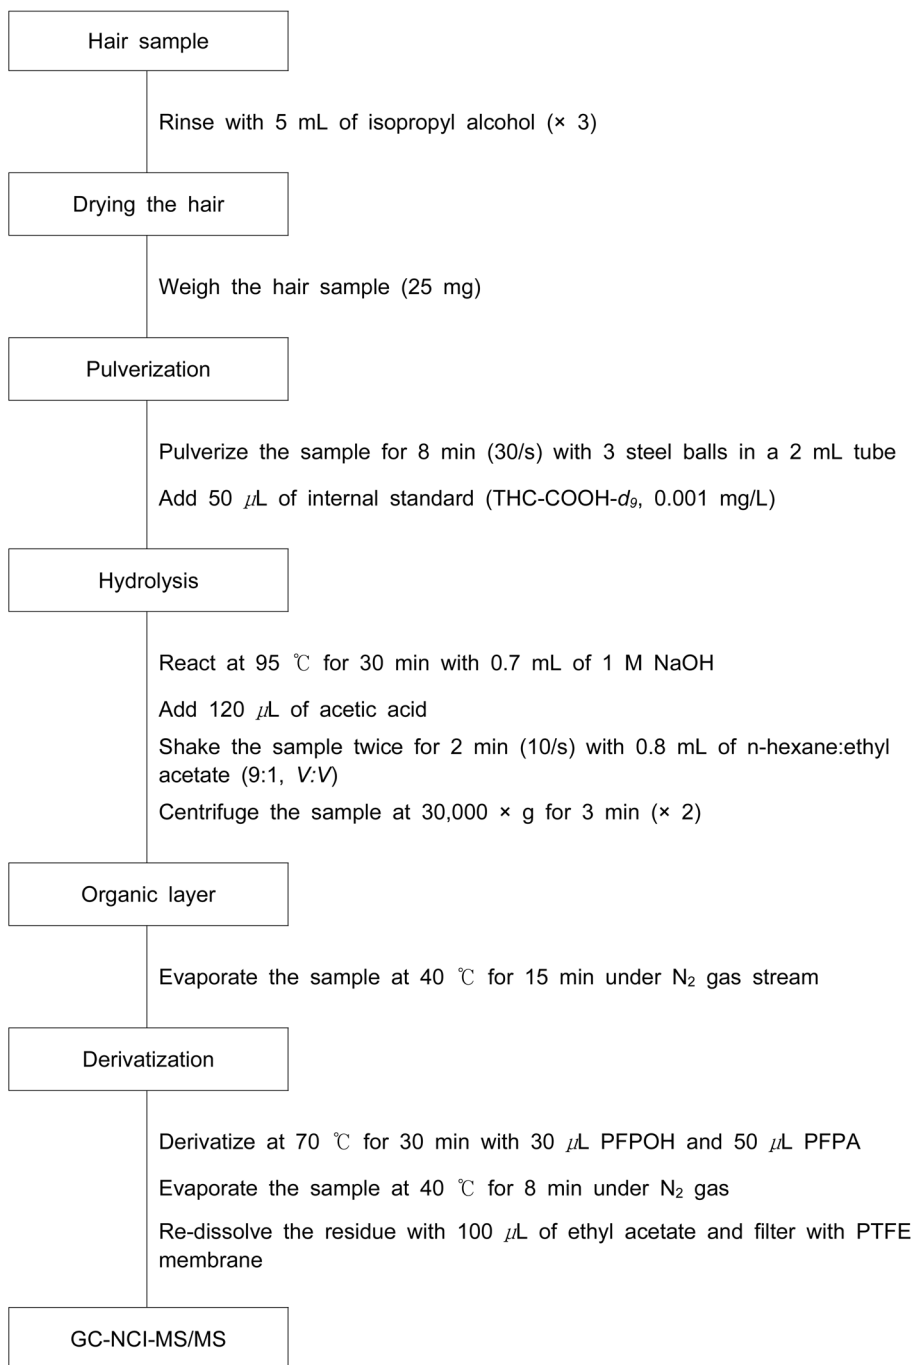 Hair sample
Rinse with 5 mL of isopropyl alcohol (× 3)
Drying the hair
Weigh the hair sample (25 mg)
Pulverization
Pulverize the sample for 8 min (30/s) with 3 steel balls in a 2 mL tube
Add 50 μL of internal standard (THC-COOH-d₉, 0.001 mg/L)
Hydrolysis
React at 95 ℃ for 30 min with 0.7 mL of 1 M NaOH
Add 120 μL of acetic acid
Shake the sample twice for 2 min (10/s) with 0.8 mL of n-hexane:ethyl
acetate (9:1, V:V)
Centrifuge the sample at 30,000 × g for 3 min (× 2)
Organic layer
Evaporate the sample at 40 ℃ for 15 min under N₂ gas stream
Derivatization
Derivatize at 70 ℃ for 30 min with 30 μL PFPOH and 50 μL PFPA
Evaporate the sample at 40 ℃ for 8 min under N₂ gas
Re-dissolve the residue with 100 μL of ethyl acetate and filter with PTFE
membrane
GC-NCI-MS/MS